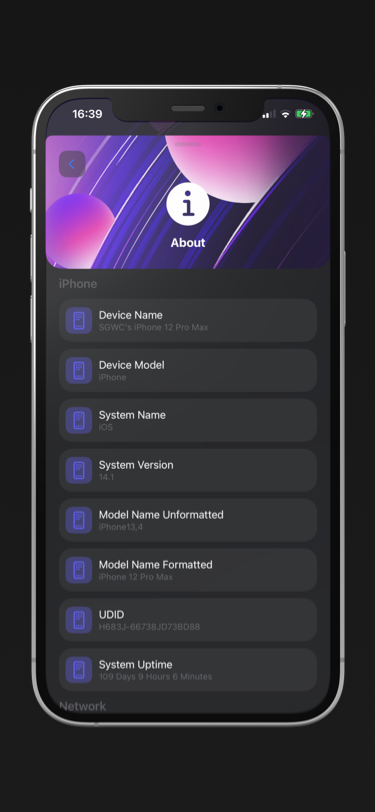 16:39
About
iPhone
Device Name
SGWC's iPhone 12 Pro Max
Device Model
iPhone
System Name
iOS
System Version
14.1
Model Name Unformatted
iPhone13,4
Model Name Formatted
iPhone 12 Pro Max
UDID
H683J-66738JD73BD88
System Uptime
109 Days 9 Hours 6 Minutes
Network